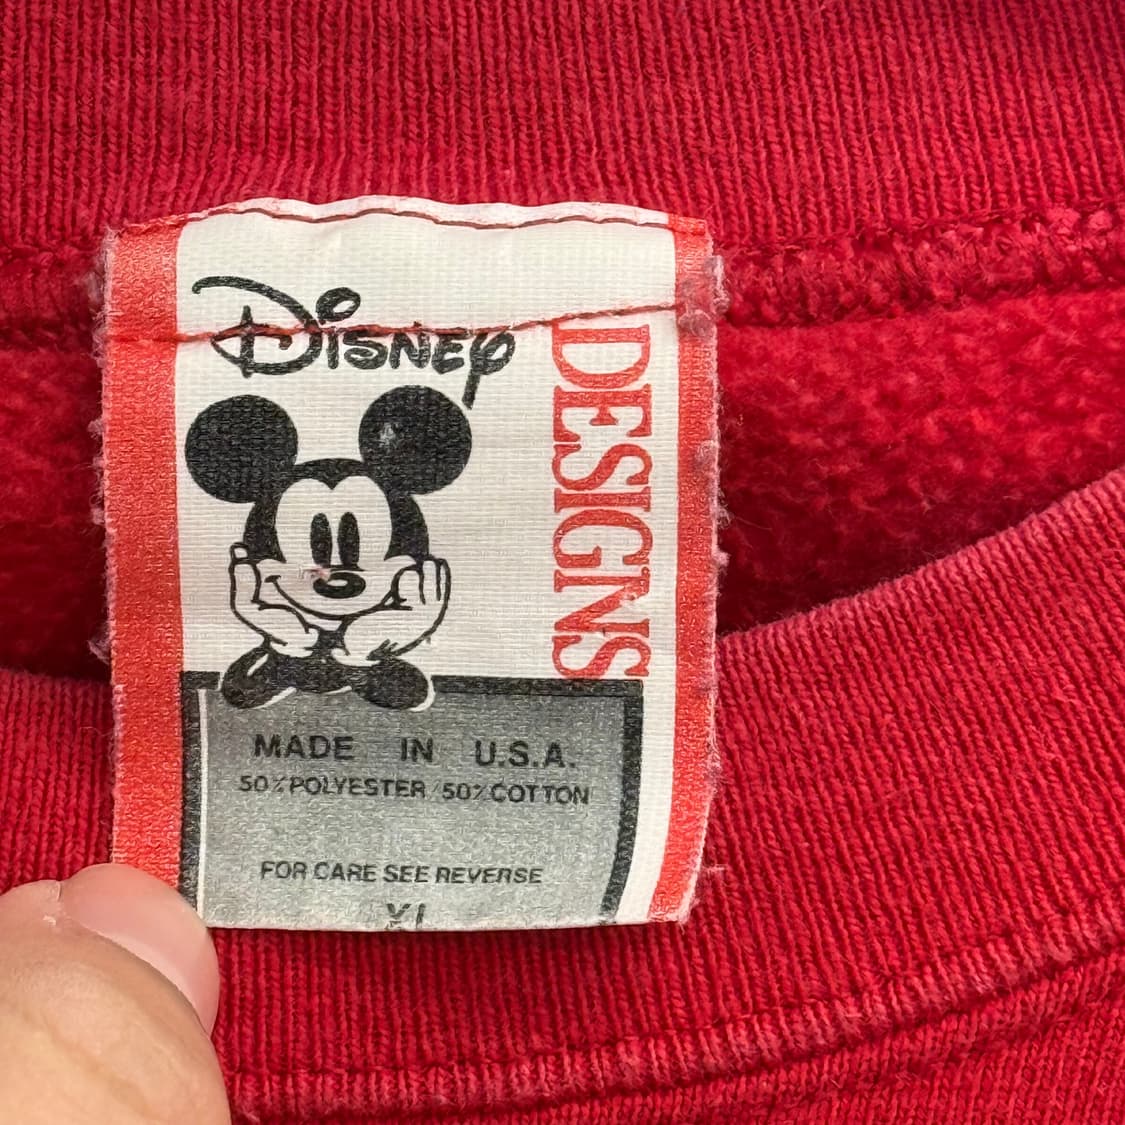 Disney
DESIGNS
MADE IN U.S.A.
50% POLYESTER/50% COTTON
FOR CARE SEE REVERSE
XL